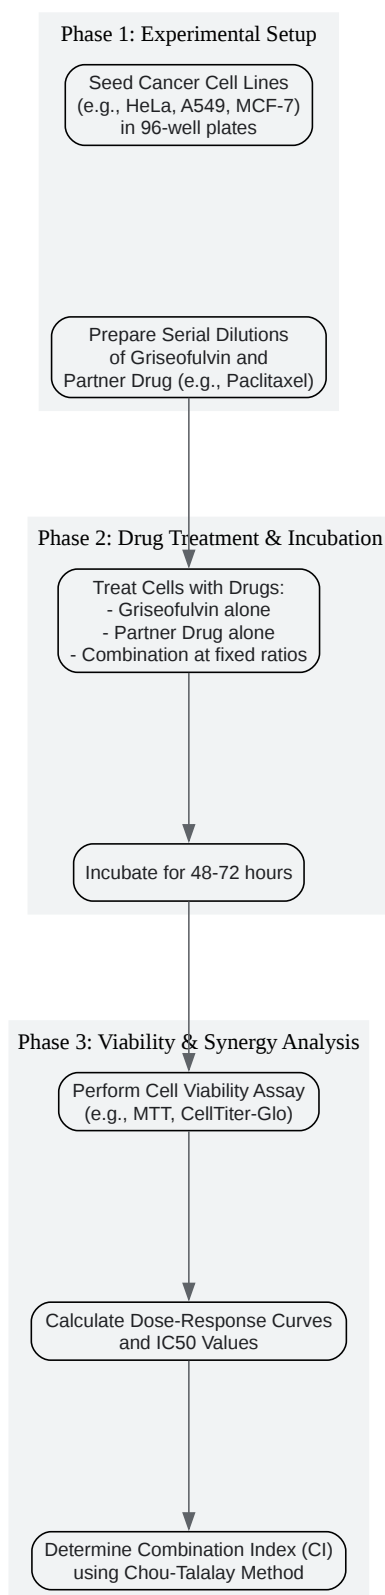 Phase 1: Experimental Setup
Seed Cancer Cell Lines
(e.g., HeLa, A549, MCF-7)
in 96-well plates
Prepare Serial Dilutions
of Griseofulvin and
Partner Drug (e.g., Paclitaxel)
Phase 2: Drug Treatment & Incubation
Treat Cells with Drugs:
- Griseofulvin alone
- Partner Drug alone
- Combination at fixed ratios
Incubate for 48-72 hours
Phase 3: Viability & Synergy Analysis
Perform Cell Viability Assay
(e.g., MTT, CellTiter-Glo)
Calculate Dose-Response Curves
and IC50 Values
Determine Combination Index (CI)
using Chou-Talalay Method